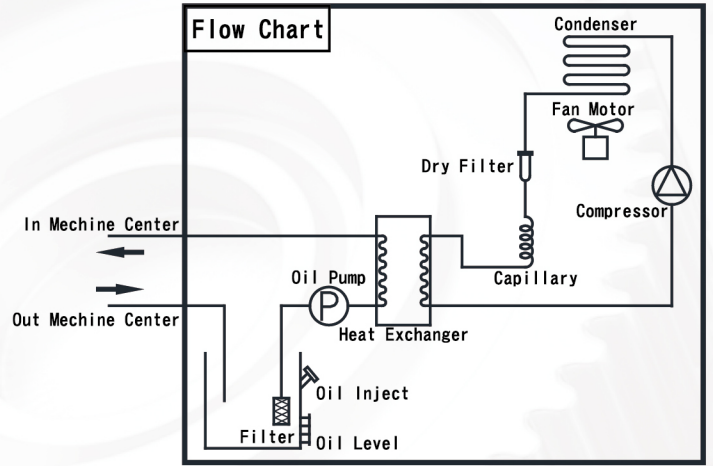 Flow Chart
Condenser
Fan Motor
Dry Filter
Compressor
In Mechine Center
Capillary
Oil Pump
P
Out Mechine Center
Heat Exchanger
Oil Inject
Filter
Oil Level